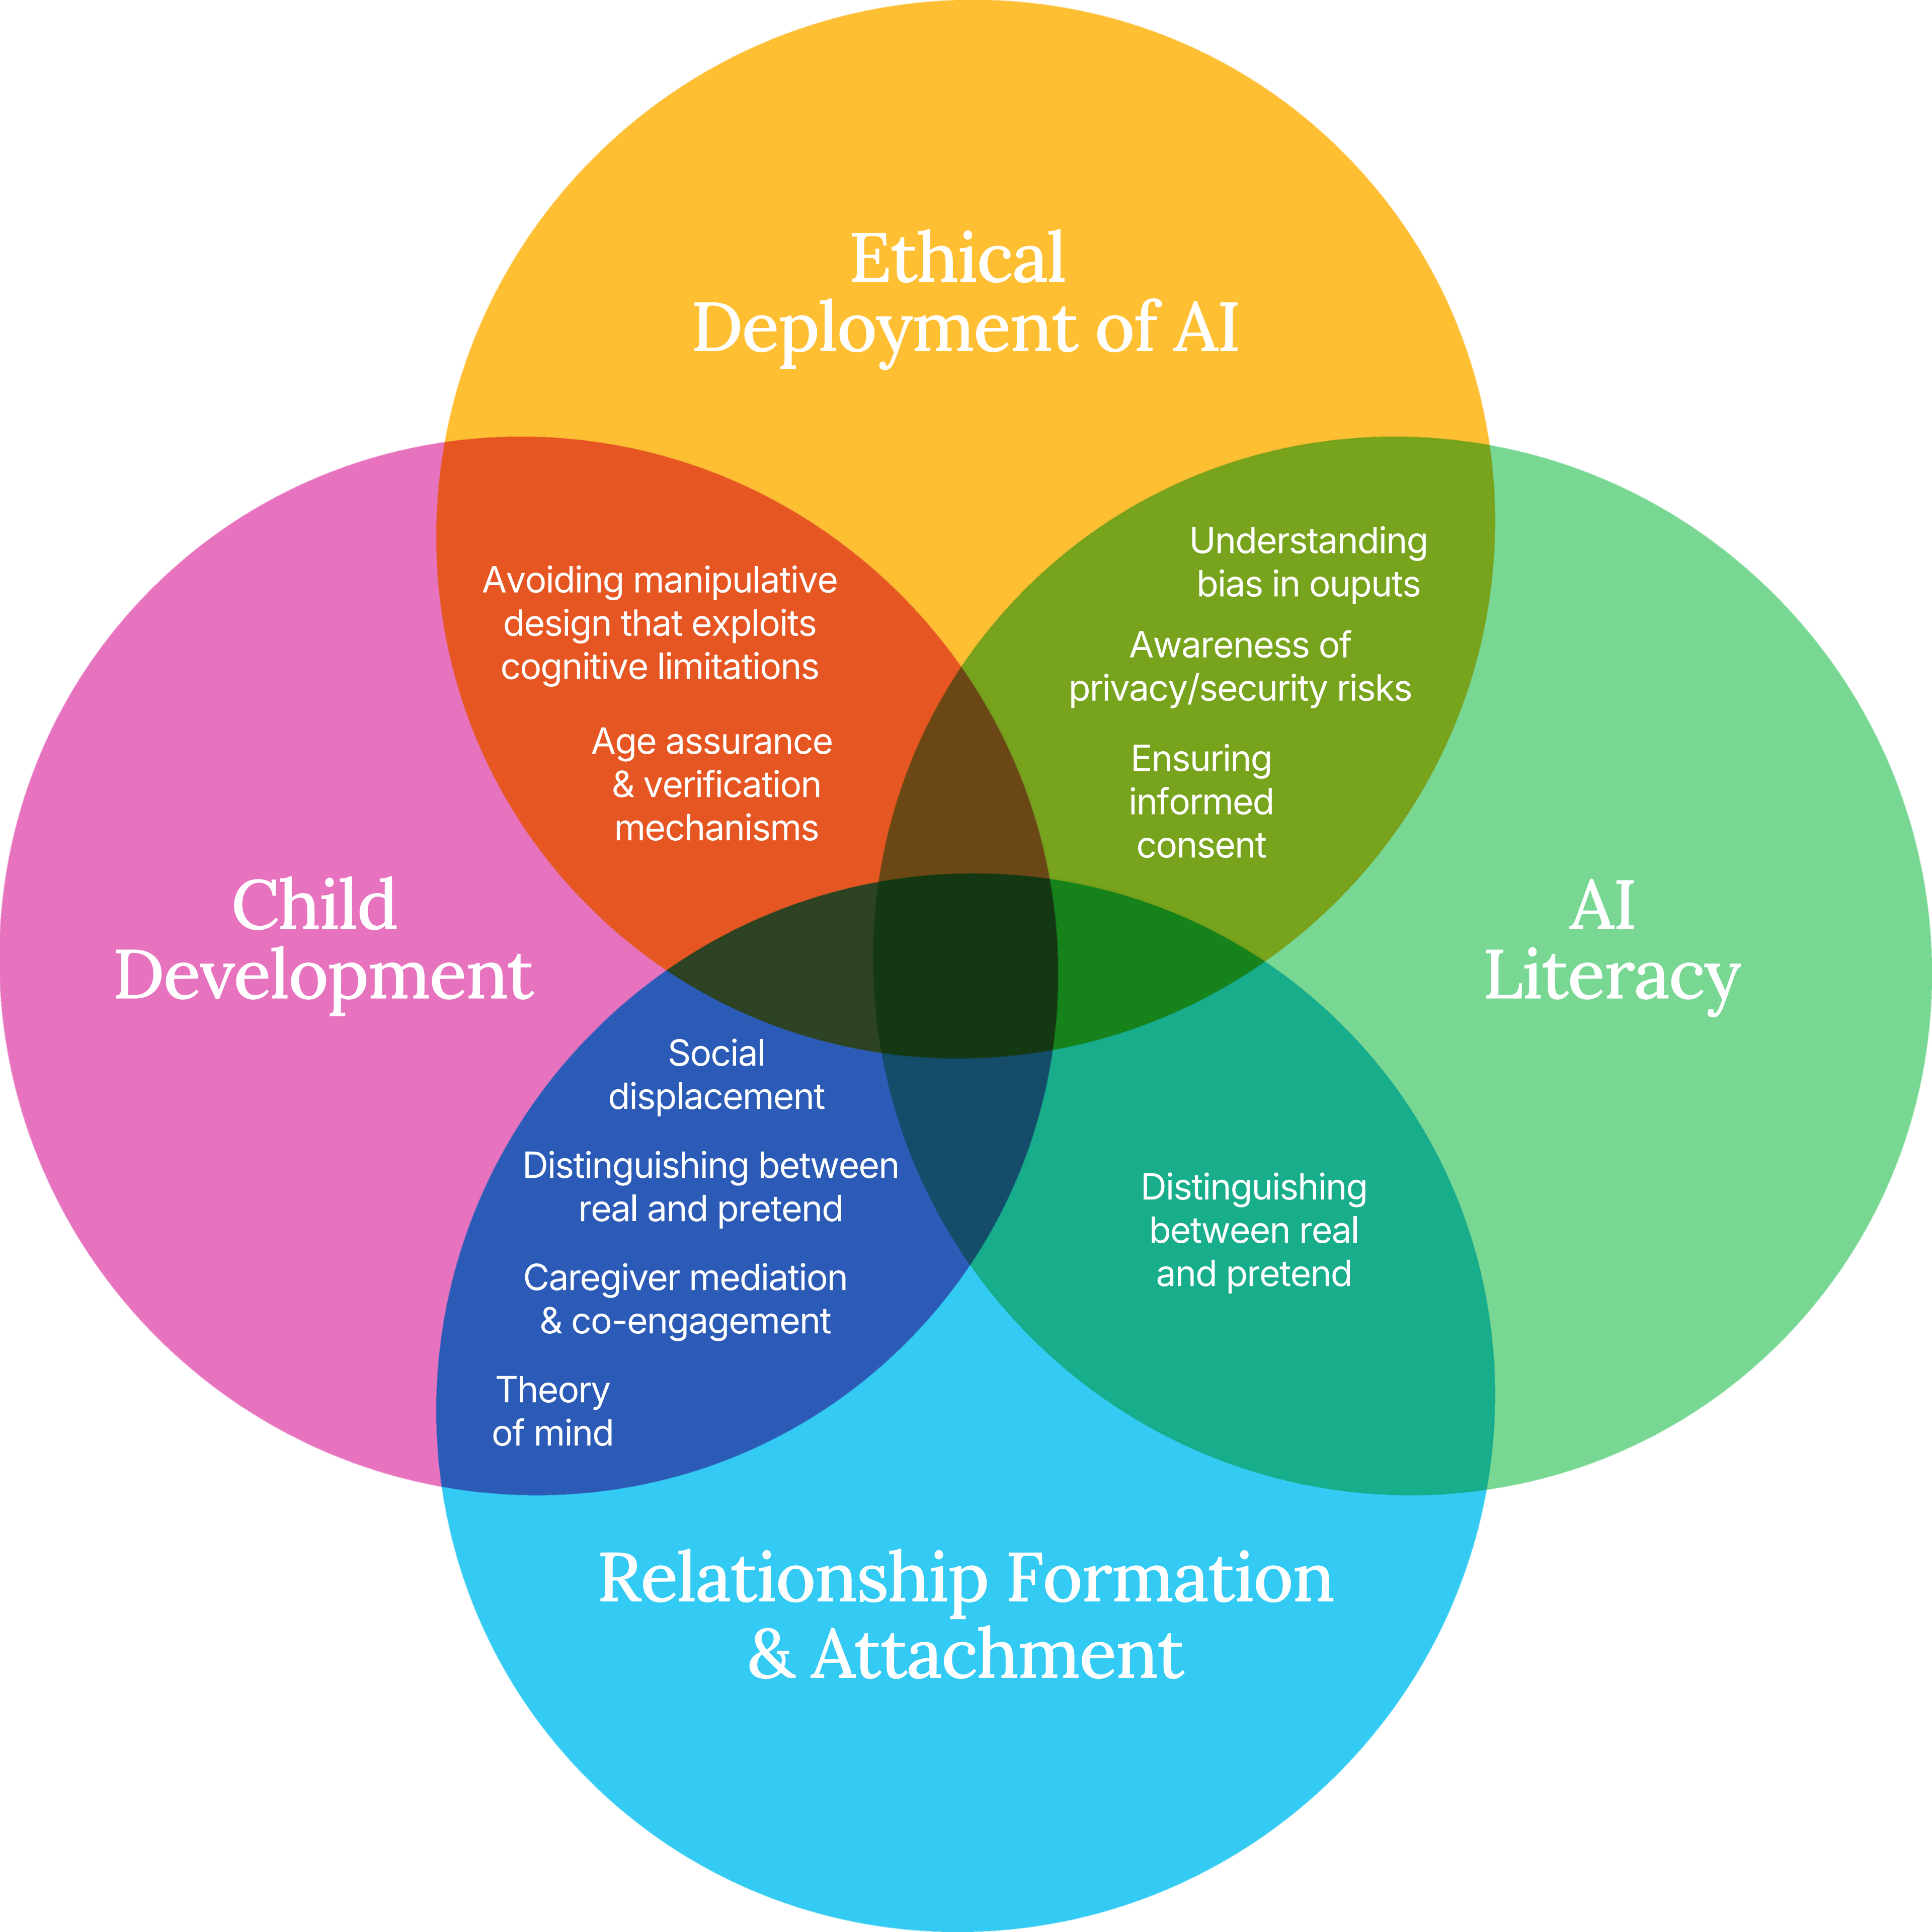 Ethical
Deployment of AI
Avoiding manipulative
design that exploits
cognitive limitations
Age assurance
& verification
mechanisms
Understanding
bias in ouputs
Awareness of
privacy/security risks
Ensuring
informed
consent
Child
Development
AI
Literacy
Social
displacement
Distinguishing between
real and pretend
Caregiver mediation
& co-engagement
Theory
of mind
Distinguishing
between real
and pretend
Relationship Formation
& Attachment